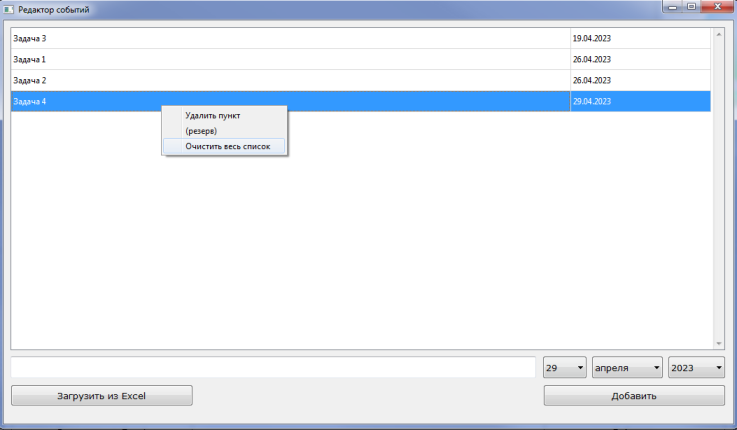 Редактор событий
Задача 3 19.04.2023
Задача 1 26.04.2023
Задача 2 26.04.2023
Задача 4 29.04.2023
Удалить пункт
(резерв)
Очистить весь список
29 апреля 2023
Загрузить из Excel Добавить